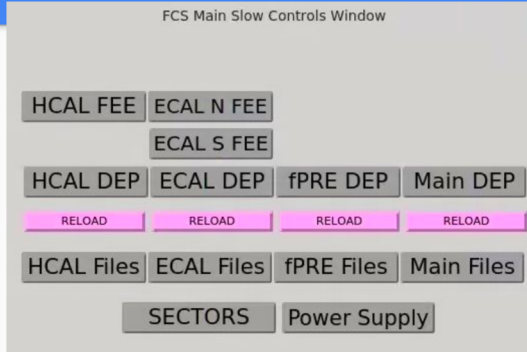 FCS Main Slow Controls Window
HCAL FEE ECAL N FEE
ECAL S FEE
HCAL DEP ECAL DEP fPRE DEP Main DEP
RELOAD RELOAD RELOAD RELOAD
HCAL Files ECAL Files fPRE Files Main Files
SECTORS Power Supply